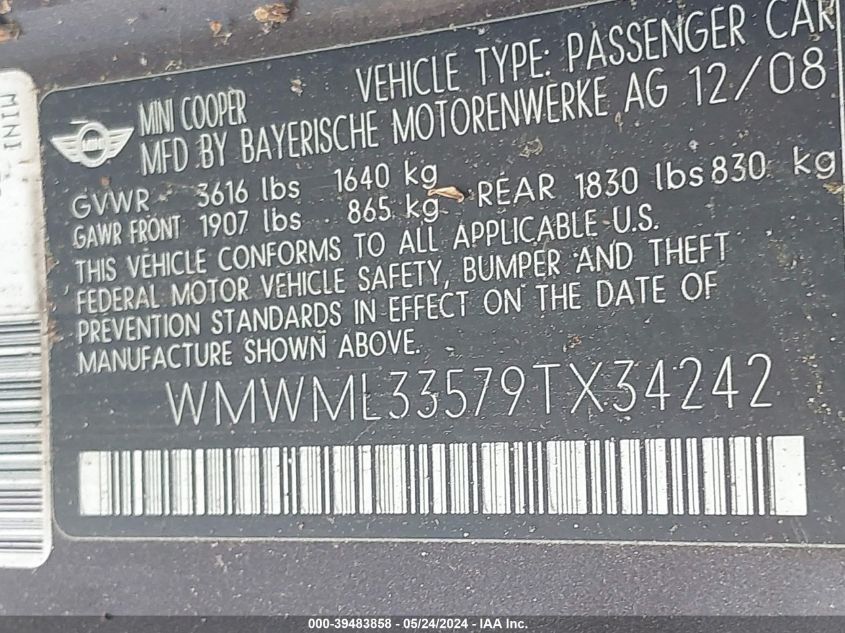 VEHICLE TYPE: PASSENGER CAR
MINI COOPER
MFD BY BAYERISCHE MOTORENWERKE AG 12/08
GVWR 3616 lbs 1640 kg
GAWR FRONT 1907 lbs 865 kg REAR 1830 lbs 830 kg
THIS VEHICLE CONFORMS TO ALL APPLICABLE U.S.
FEDERAL MOTOR VEHICLE SAFETY, BUMPER AND THEFT
PREVENTION STANDARDS IN EFFECT ON THE DATE OF
MANUFACTURE SHOWN ABOVE.
WMWML33579TX34242
MINI
000-39483858 - 05/24/2024 - IAA Inc.